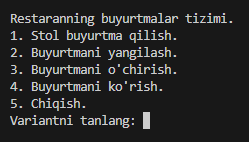 Restaranning buyurtmalar tizimi.
1. Stol buyurtma qilish.
2. Buyurtmani yangilash.
3. Buyurtmani o'chirish.
4. Buyurtmani ko'rish.
5. Chiqish.
Variantni tanlang: